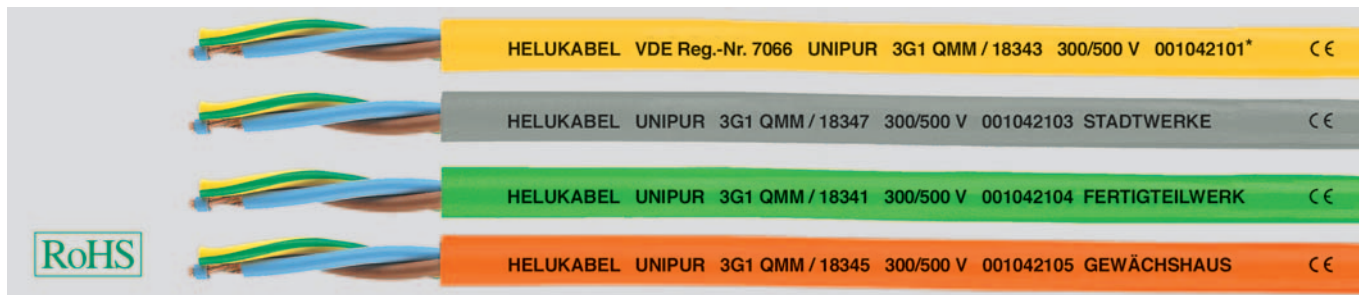 HELUKABEL VDE Reg.-Nr. 7066 UNIPUR 3G1 QMM / 18343 300/500 V 001042101* CE
HELUKABEL UNIPUR 3G1 QMM / 18347 300/500 V 001042103 STADTWERKE CE
HELUKABEL UNIPUR 3G1 QMM / 18341 300/500 V 001042104 FERTIGTEILWERK CE
RoHS
HELUKABEL UNIPUR 3G1 QMM / 18345 300/500 V 001042105 GEWÄCHSHAUS CE